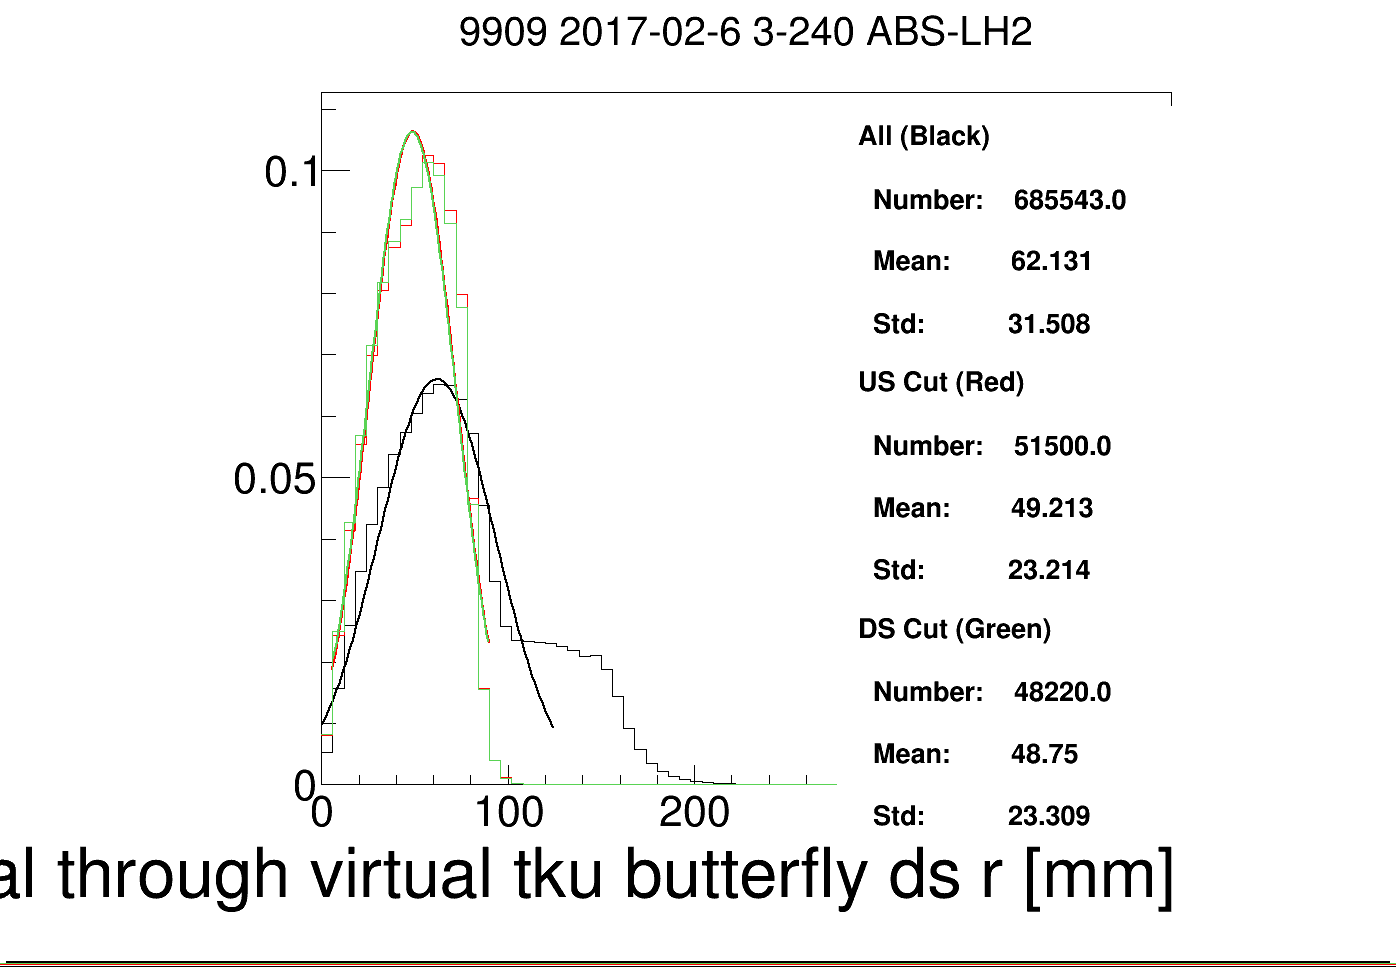 9909 2017-02-6 3-240 ABS-LH2
All (Black)
Number: 685543.0
Mean: 62.131
Std: 31.508
US Cut (Red)
Number: 51500.0
Mean: 49.213
Std: 23.214
DS Cut (Green)
Number: 48220.0
Mean: 48.75
Std: 23.309
0.1
0.05
0
0 100 200
al through virtual tku butterfly ds r [mm]